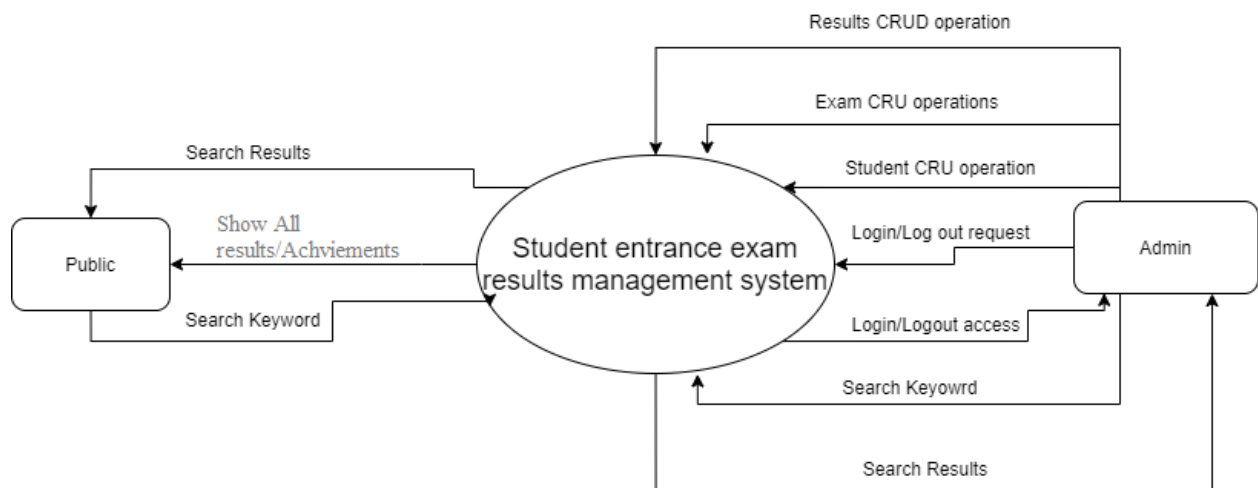 Results CRUD operation
Exam CRU operations
Search Results
Student CRU operation
Show All
results/Achviements
Login/Log out request
Public
Student entrance exam
results management system
Admin
Search Keyword
Login/Logout access
Search Keyowrd
Search Results